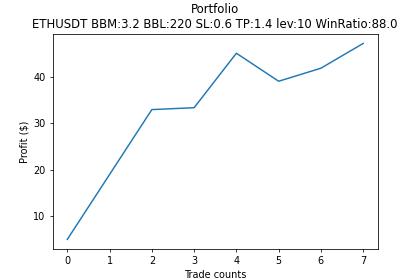 Portfolio
ETHUSDT BBM:3.2 BBL:220 SL:0.6 TP:1.4 lev:10 WinRatio:88.0
40
30
20
10
Profit ($)
0 1 2 3 4 5 6 7
Trade counts